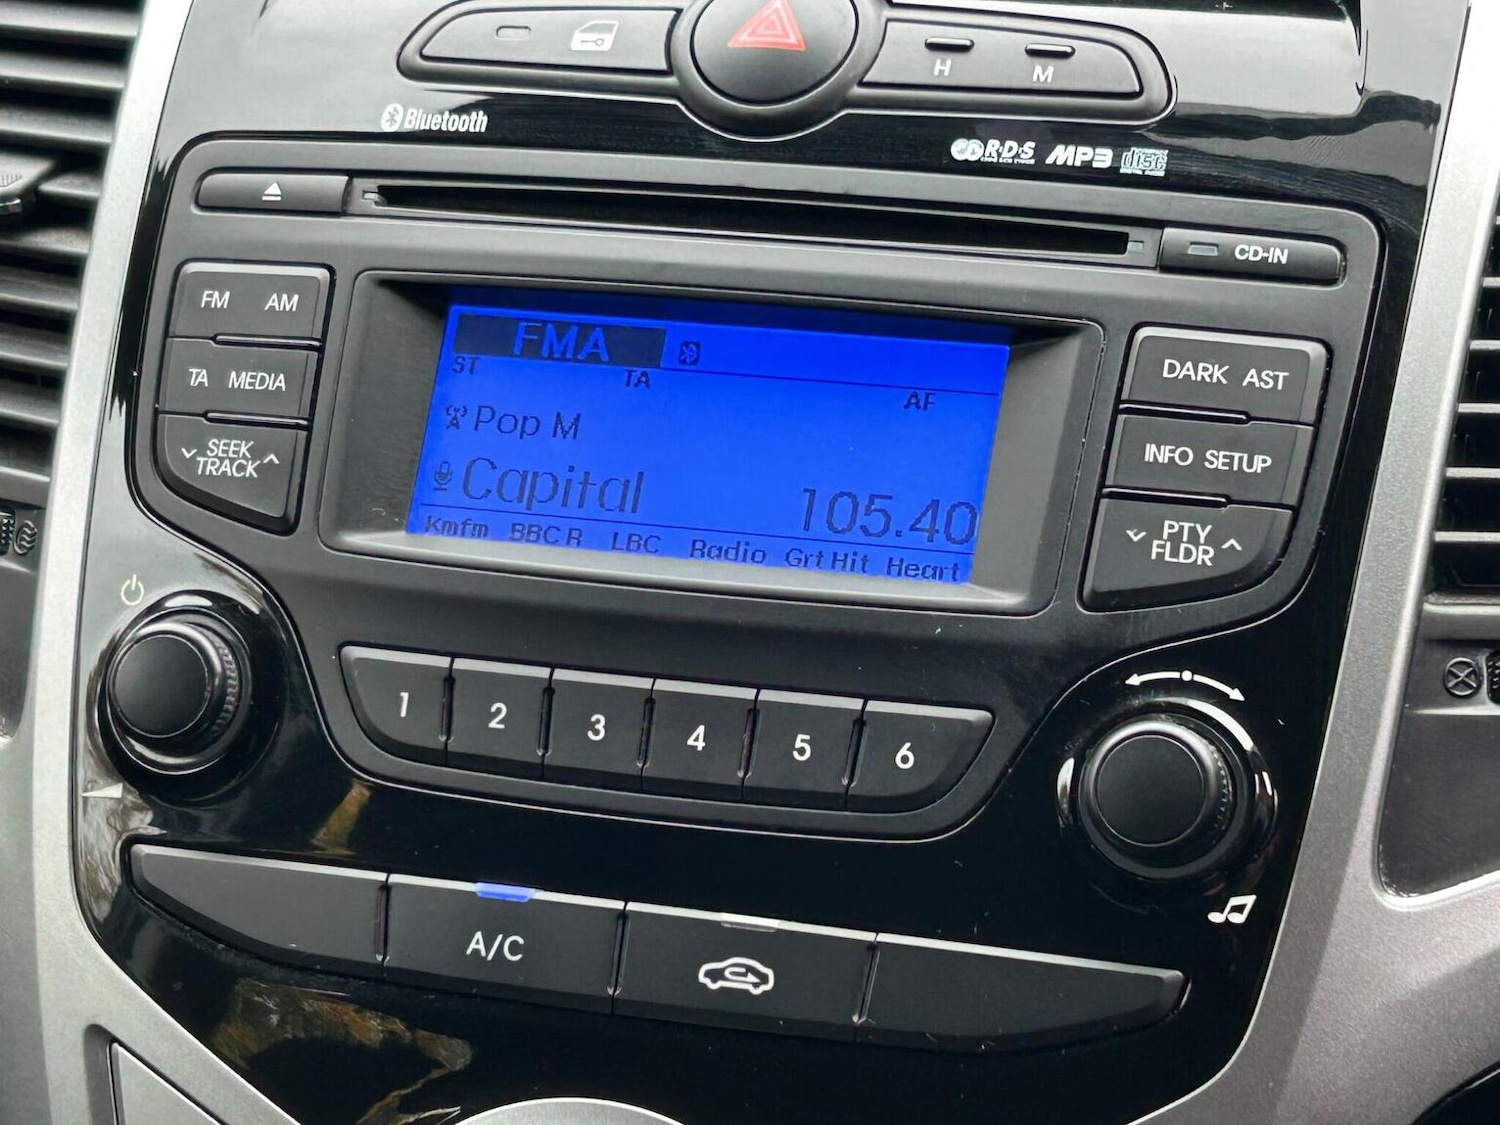 H M
Bluetooth
R·D·S MP3 disc
CD-IN
FM AM
FMA
ST TA AF
DARK AST
TA MEDIA
Pop M
INFO SETUP
SEEK
TRACK
Capital 105.40
Kmfm BBC R LBC Radio Grt Hit Heart
PTY
FLDR
1 2 3 4 5 6
A/C